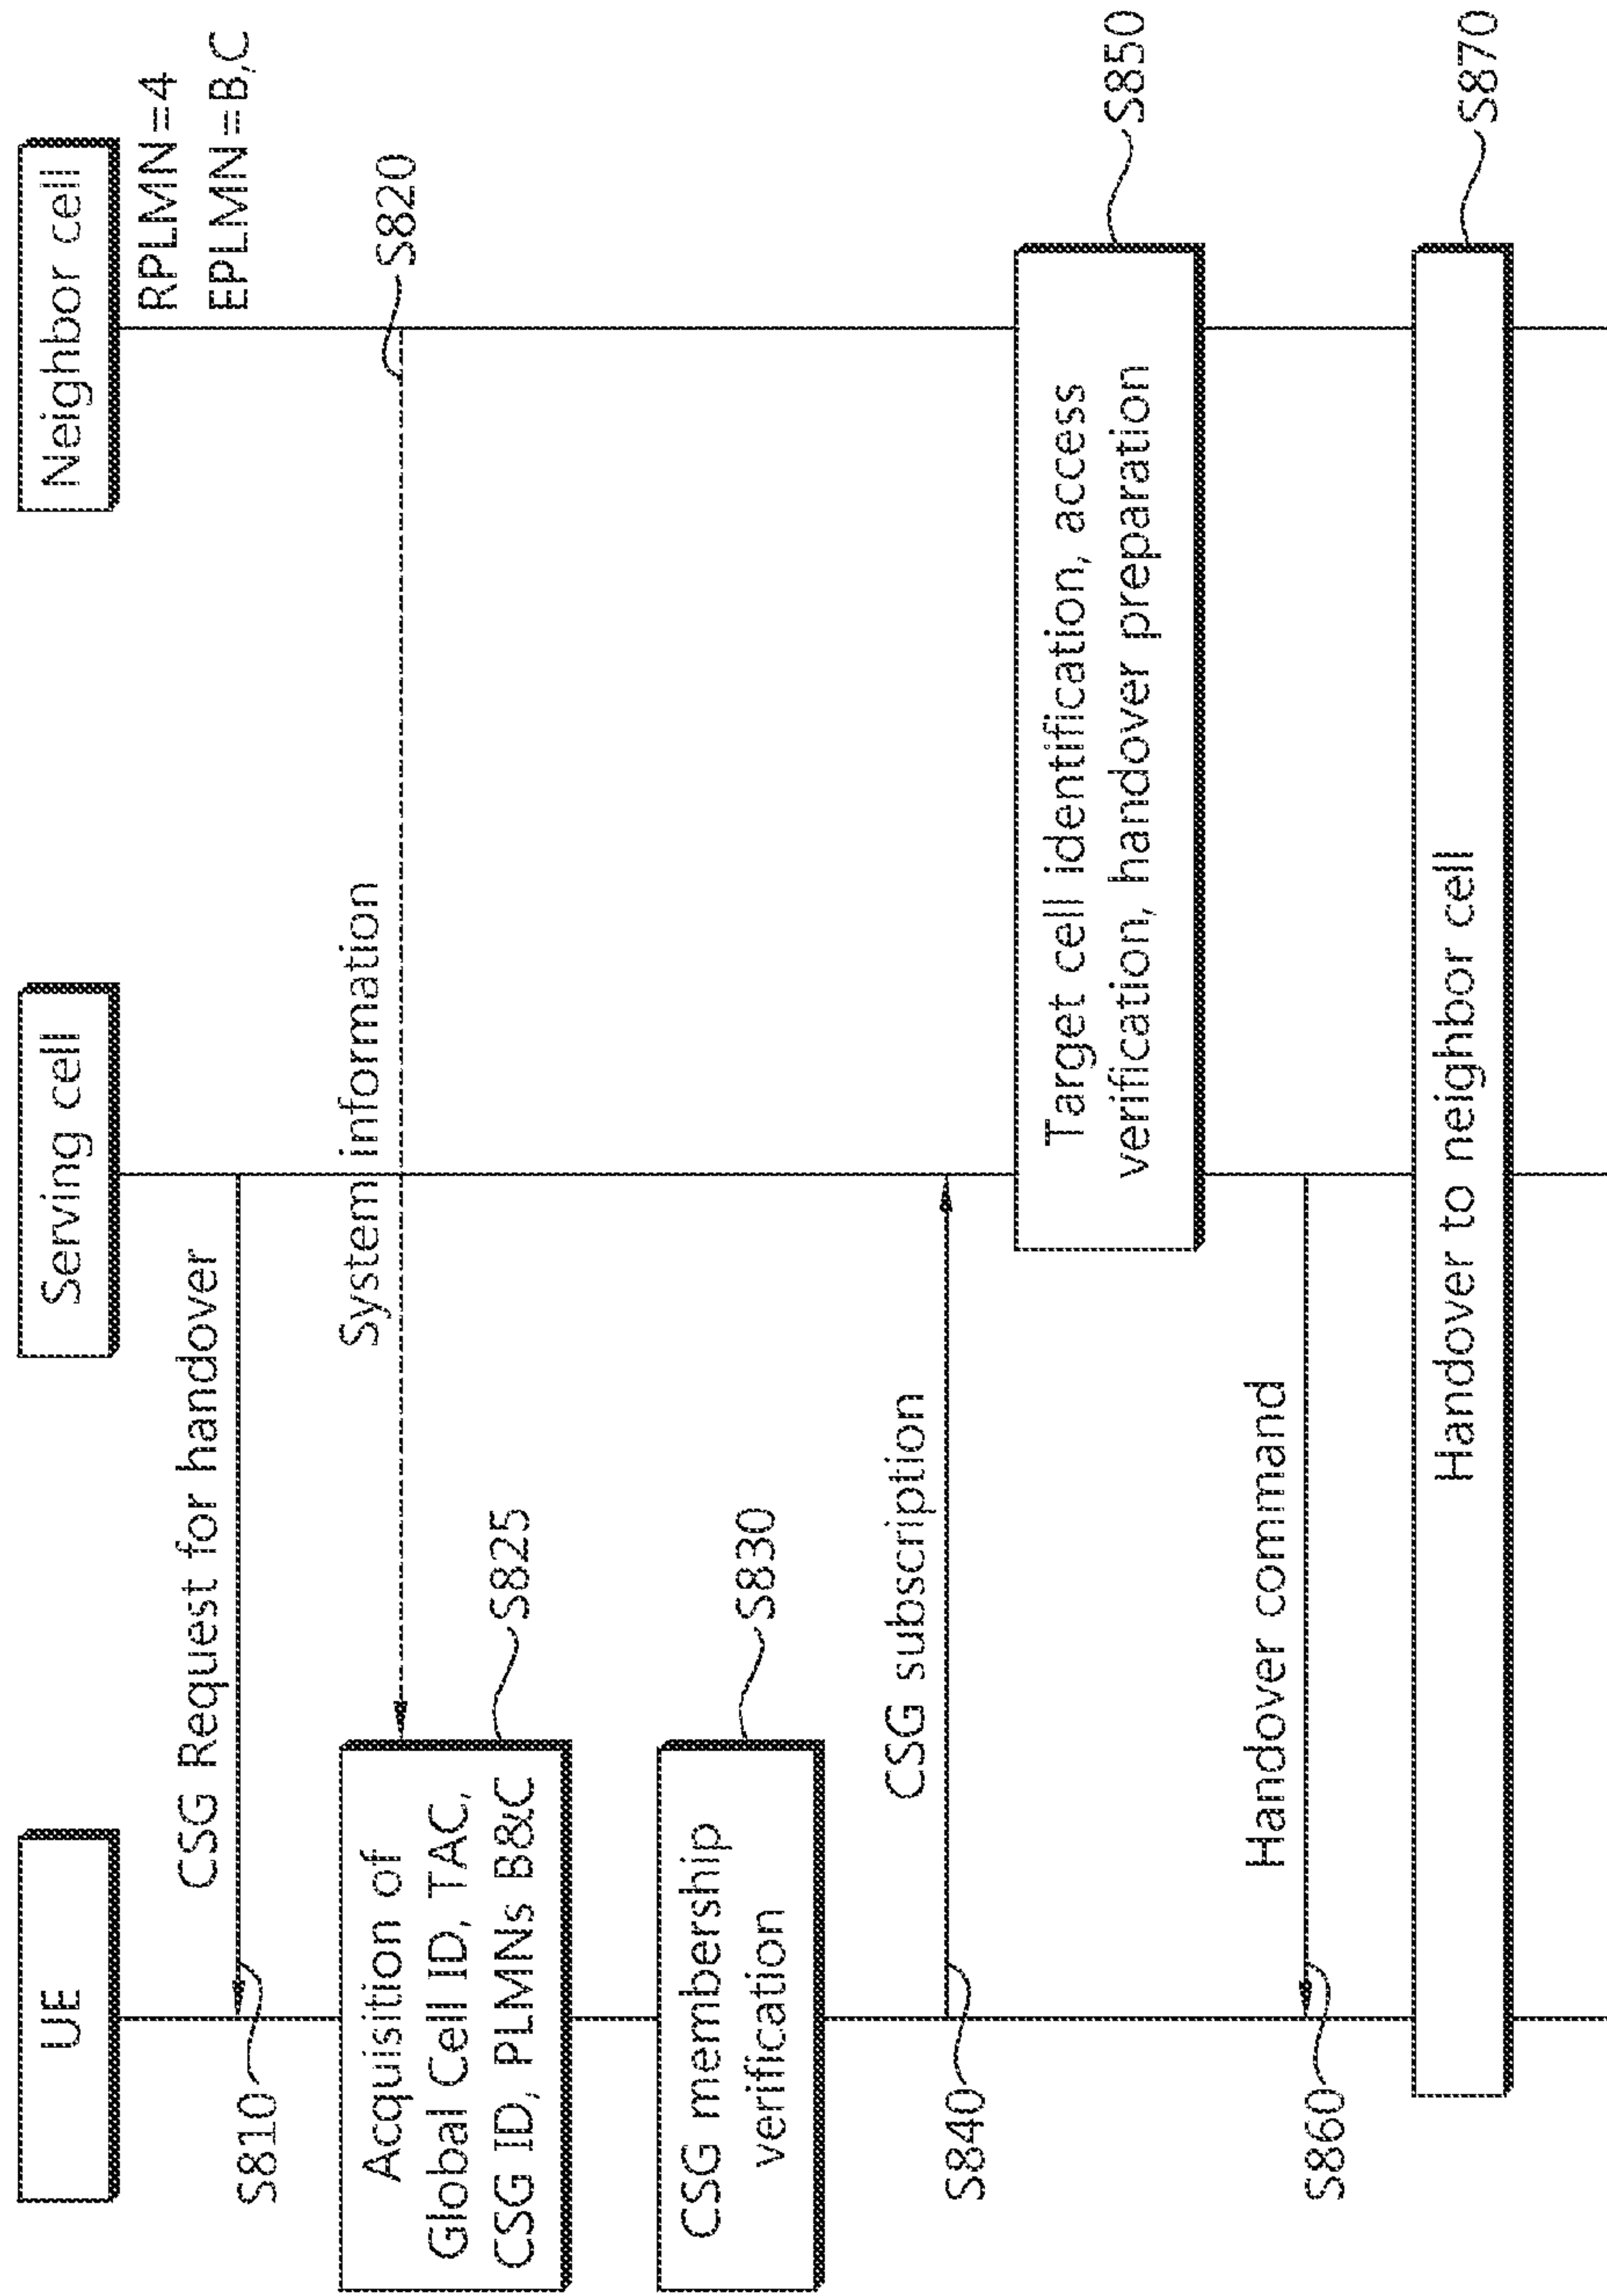 UE
Serving cell
Neighbor cell
RPLMN=4
EPLMN=B,C
CSG Request for handover
S810
System information
S820
Acquisition of
Global Cell ID, TAC,
CSG ID, PLMNs B&C
S825
CSG membership
verification
S830
CSG subscription
S840
Target cell identification, access
verification, handover preparation
S850
Handover command
S860
Handover to neighbor cell
S870